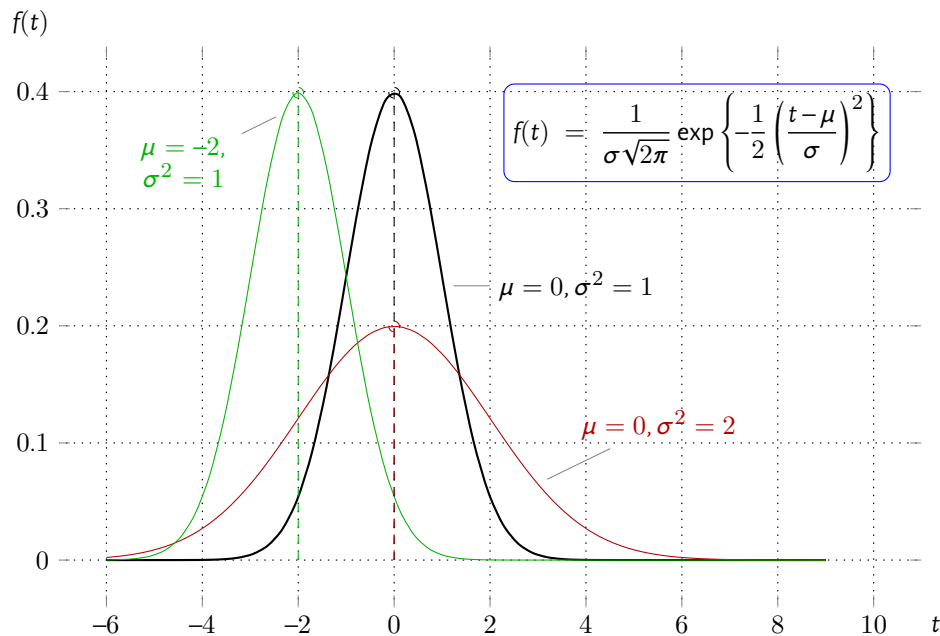 f(t)
0.4
0.3
0.2
0.1
0
μ = –2,
σ² = 1
f(t) = 1/(σ√2π) exp {–1/2 ((t – μ)/σ)²}
μ = 0, σ² = 1
μ = 0, σ² = 2
–6 –4 –2 0 2 4 6 8 10 t